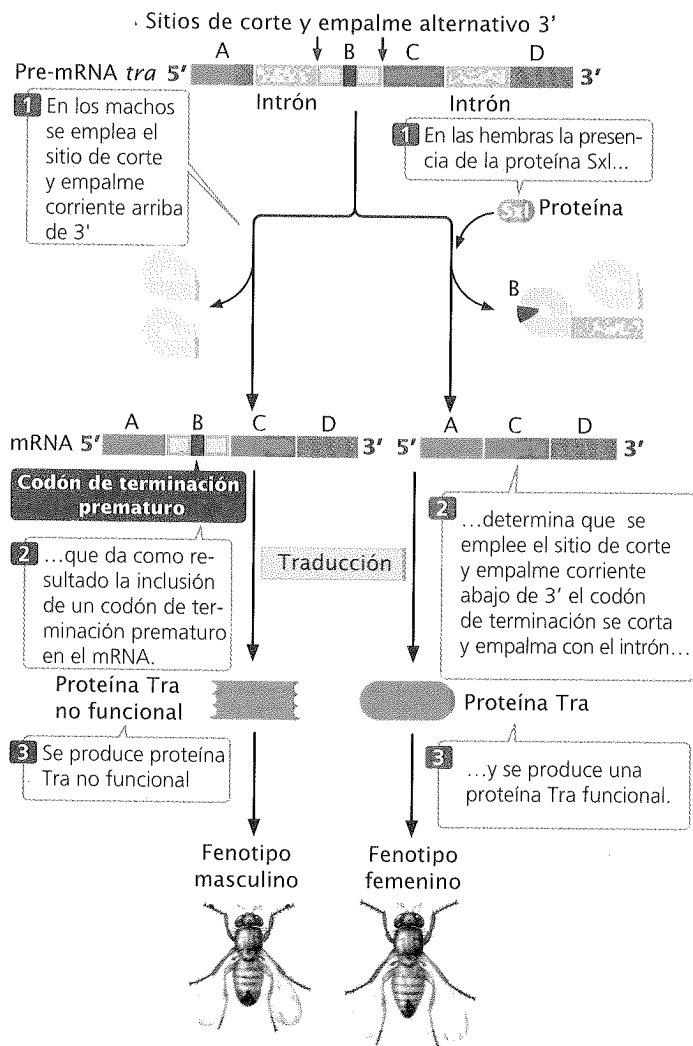 Sitios de corte y empalme alternativo 3’
A B C D
Pre-mRNA tra 5’ 3’
Intrón Intrón
1 En los machos
se emplea el
sitio de corte
y empalme
corriente arriba
de 3'
1 En las hembras la presen-
cia de la proteína Sxl...
Sxl Proteína
B
A B C D
mRNA 5’ 3’
A C D
5’ 3’
Codón de terminación
prematuro
2 ...que da como re-
sultado la inclusión
de un codón de ter-
minación prematuro
en el mRNA.
Traducción
2 ...determina que se
emplee el sitio de corte
y empalme corriente
abajo de 3’ el codón
de terminación se corta
y empalma con el intrón...
Proteína Tra
no funcional
Proteína Tra
3 Se produce proteína
Tra no funcional
3 ...y se produce una
proteína Tra funcional.
Fenotipo
masculino
Fenotipo
femenino